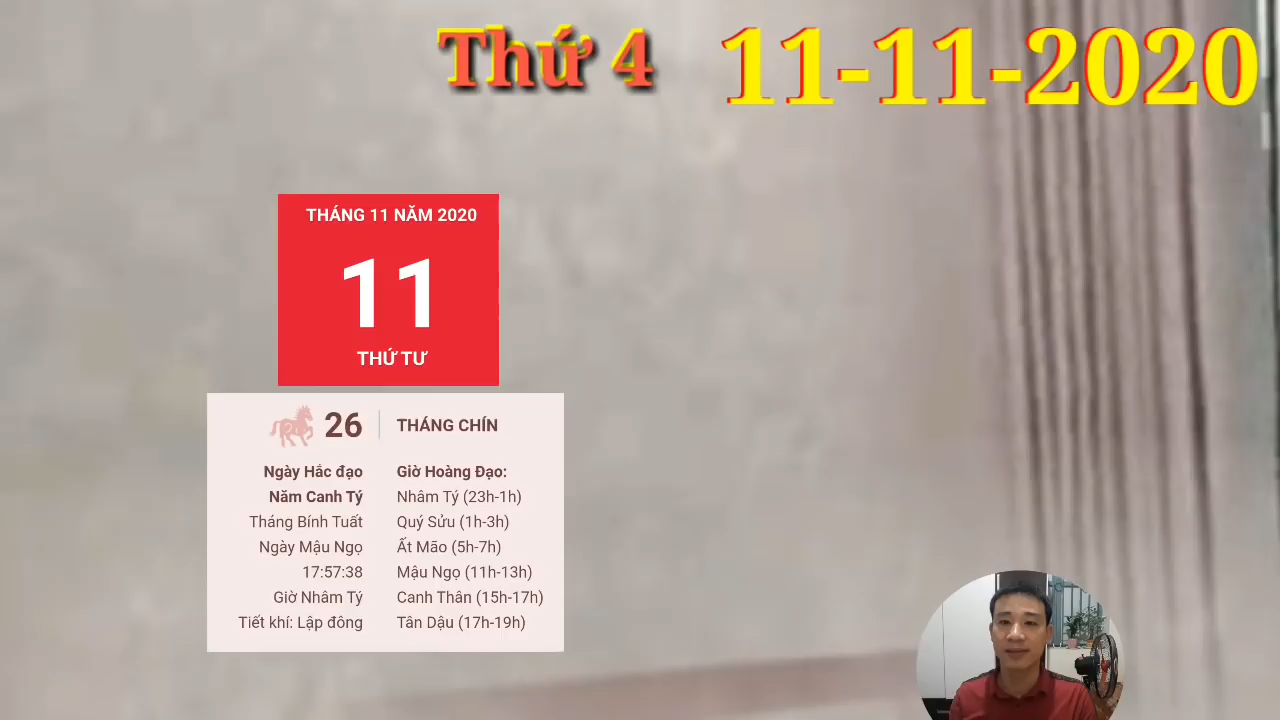 Thứ 4 11-11-2020
THÁNG 11 NĂM 2020
11
THỨ TƯ
26 THÁNG CHÍN
Ngày Hắc đạo
Năm Canh Tý
Tháng Bính Tuất
Ngày Mậu Ngọ
17:57:38
Giờ Nhâm Tý
Tiết khí: Lập đông
Giờ Hoàng Đạo:
Nhâm Tý (23h-1h)
Quý Sửu (1h-3h)
Ất Mão (5h-7h)
Mậu Ngọ (11h-13h)
Canh Thân (15h-17h)
Tân Dậu (17h-19h)